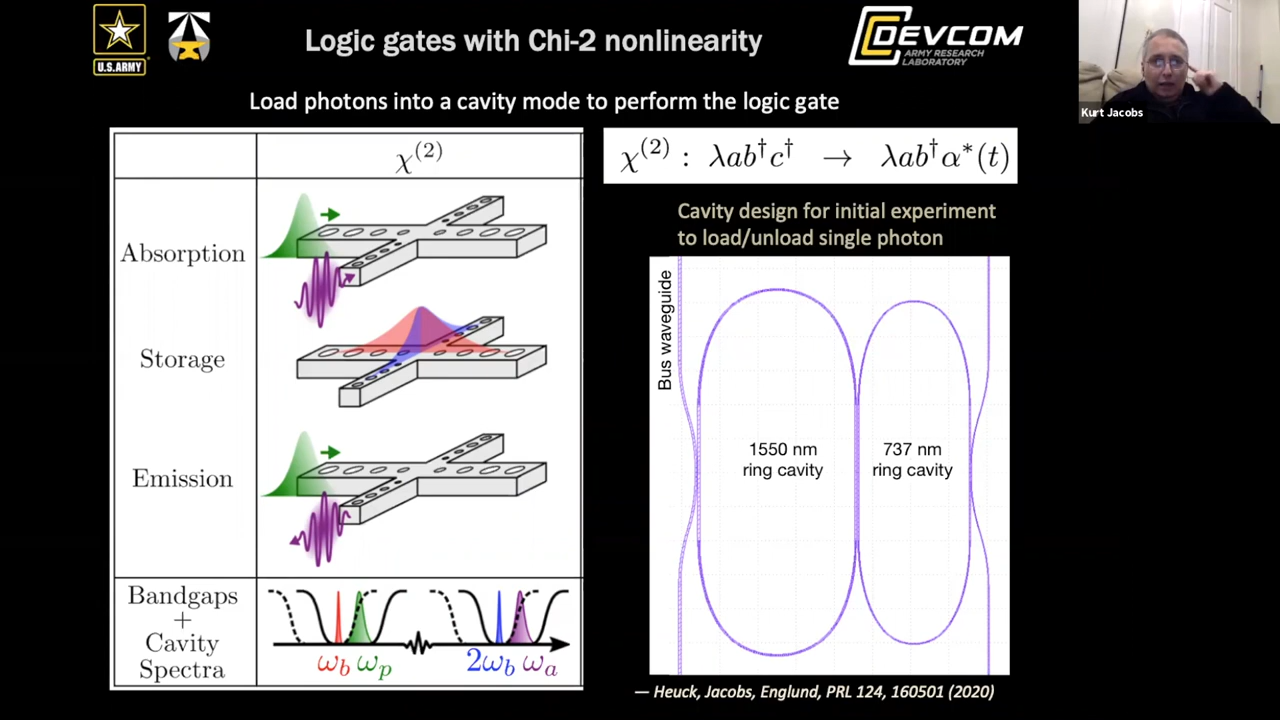 U.S. ARMY
Logic gates with Chi-2 nonlinearity
DEVCOM
ARMY RESEARCH
LABORATORY
Kurt Jacobs
Load photons into a cavity mode to perform the logic gate
χ⁽²⁾
Absorption
Storage
Emission
Bandgaps
+
Cavity
Spectra
ω_b ω_p 2ω_b ω_a
χ⁽²⁾ : λab†c† → λab†α*(t)
Cavity design for initial experiment
to load/unload single photon
Bus waveguide
1550 nm
ring cavity
737 nm
ring cavity
— Heuck, Jacobs, Englund, PRL 124, 160501 (2020)